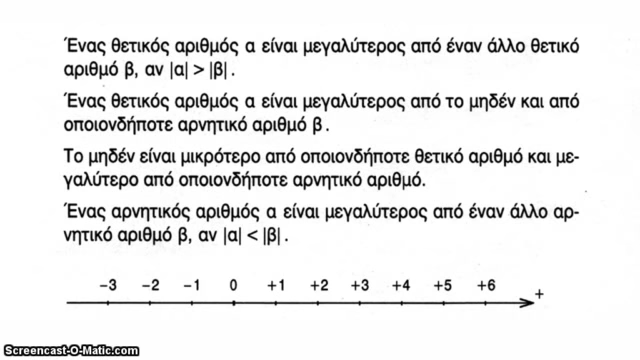 Ένας θετικός αριθμός α είναι μεγαλύτερος από έναν άλλο θετικό
αριθμό β, αν |α| > |β| .
Ένας θετικός αριθμός α είναι μεγαλύτερος από το μηδέν και από
οποιονδήποτε αρνητικό αριθμό β .
Το μηδέν είναι μικρότερο από οποιονδήποτε θετικό αριθμό και με-
γαλύτερο από οποιονδήποτε αρνητικό αριθμό.
Ένας αρνητικός αριθμός α είναι μεγαλύτερος από έναν άλλο αρ-
νητικό αριθμό β, αν |α| < |β| .
−3 −2 −1 0 +1 +2 +3 +4 +5 +6 +
Screencast-O-Matic.com